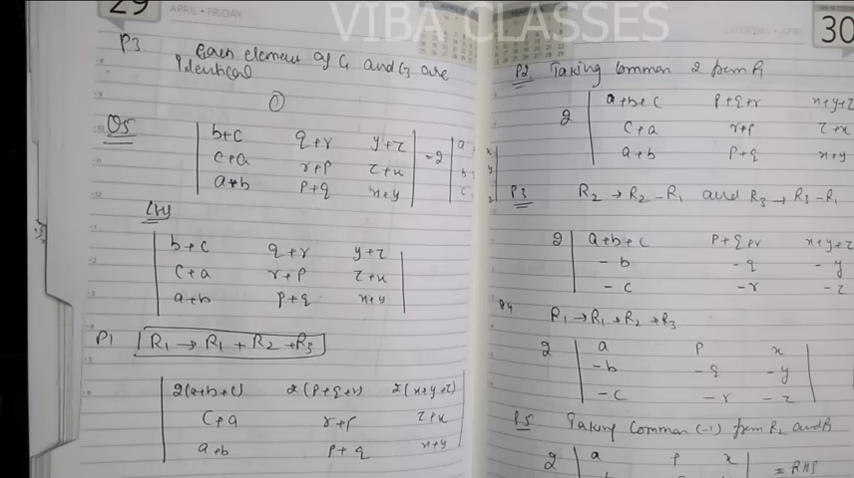 29
APRIL • FRIDAY
VIBA CLASSES
P3 Each element of C1 and C3 are
Identical
①
Q5
b+c q+r y+z
c+a r+p z+x
a+b p+q x+y
=2
a x
b y
c z
LHS
b+c q+r y+z
c+a r+p z+x
a+b p+q x+y
P1 R1 → R1 + R2 + R3
2(a+b+c) 2(p+q+r) 2(x+y+z)
c+a r+p z+x
a+b p+q x+y
30
SATURDAY • APRIL
P2 Taking Common 2 from R1
2
a+b+c p+q+r x+y+z
c+a r+p z+x
a+b p+q x+y
P3 R2 → R2 - R1 and R3 → R3 - R1
2
a+b+c p+q+r x+y+z
-b -q -y
-c -r -z
P4 R1 → R1 + R2 + R3
2
a p x
-b -q -y
-c -r -z
P5 Taking Common (-1) from R2 and R3
2
a p x
= RHS